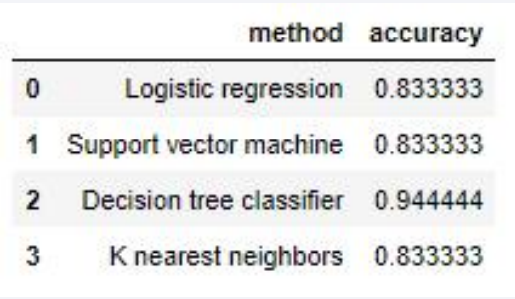 method accuracy
0 Logistic regression 0.833333
1 Support vector machine 0.833333
2 Decision tree classifier 0.944444
3 K nearest neighbors 0.833333